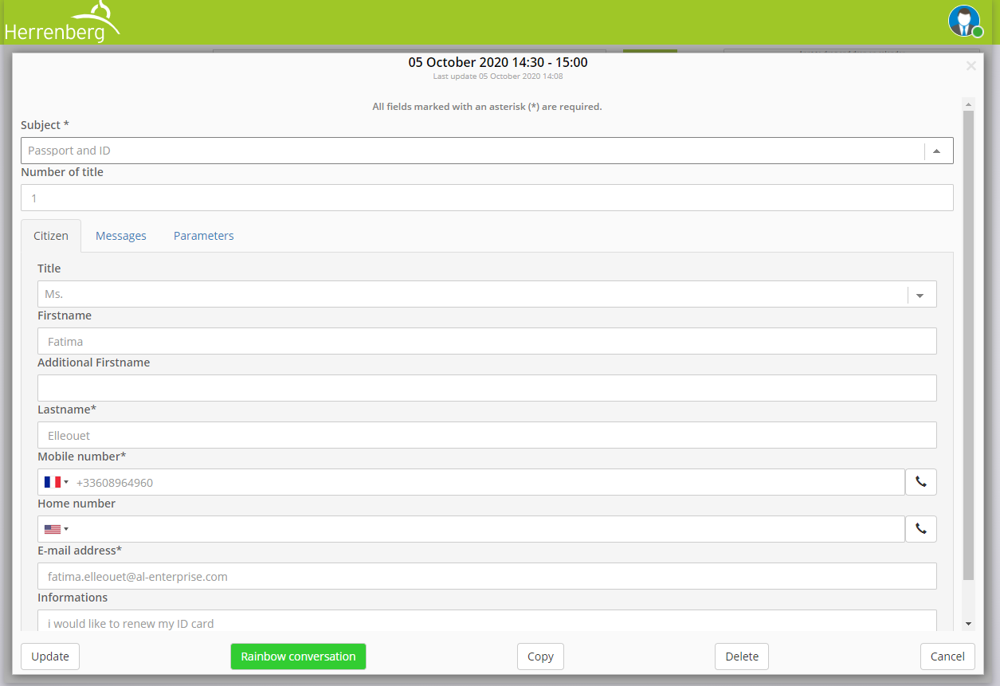 Herrenberg
05 October 2020 14:30 - 15:00
Last update 05 October 2020 14:08
All fields marked with an asterisk (*) are required.
Subject *
Passport and ID
Number of title
1
Citizen Messages Parameters
Title
Ms.
Firstname
Fatima
Additional Firstname
Lastname*
Elleouet
Mobile number*
+33608964960
Home number
E-mail address*
fatima.elleouet@al-enterprise.com
Informations
i would like to renew my ID card
Update Rainbow conversation Copy Delete Cancel